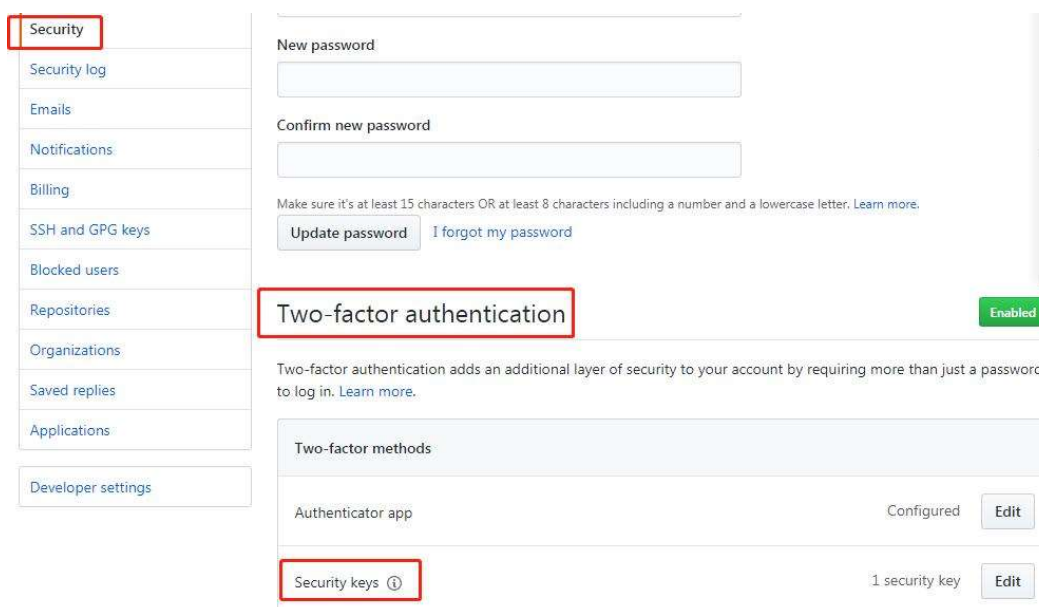 Security
Security log
Emails
Notifications
Billing
SSH and GPG keys
Blocked users
Repositories
Organizations
Saved replies
Applications
Developer settings
New password
Confirm new password
Make sure it's at least 15 characters OR at least 8 characters including a number and a lowercase letter. Learn more.
Update password I forgot my password
Two-factor authentication Enabled
Two-factor authentication adds an additional layer of security to your account by requiring more than just a password
to log in. Learn more.
Two-factor methods
Authenticator app Configured Edit
Security keys 1 security key Edit